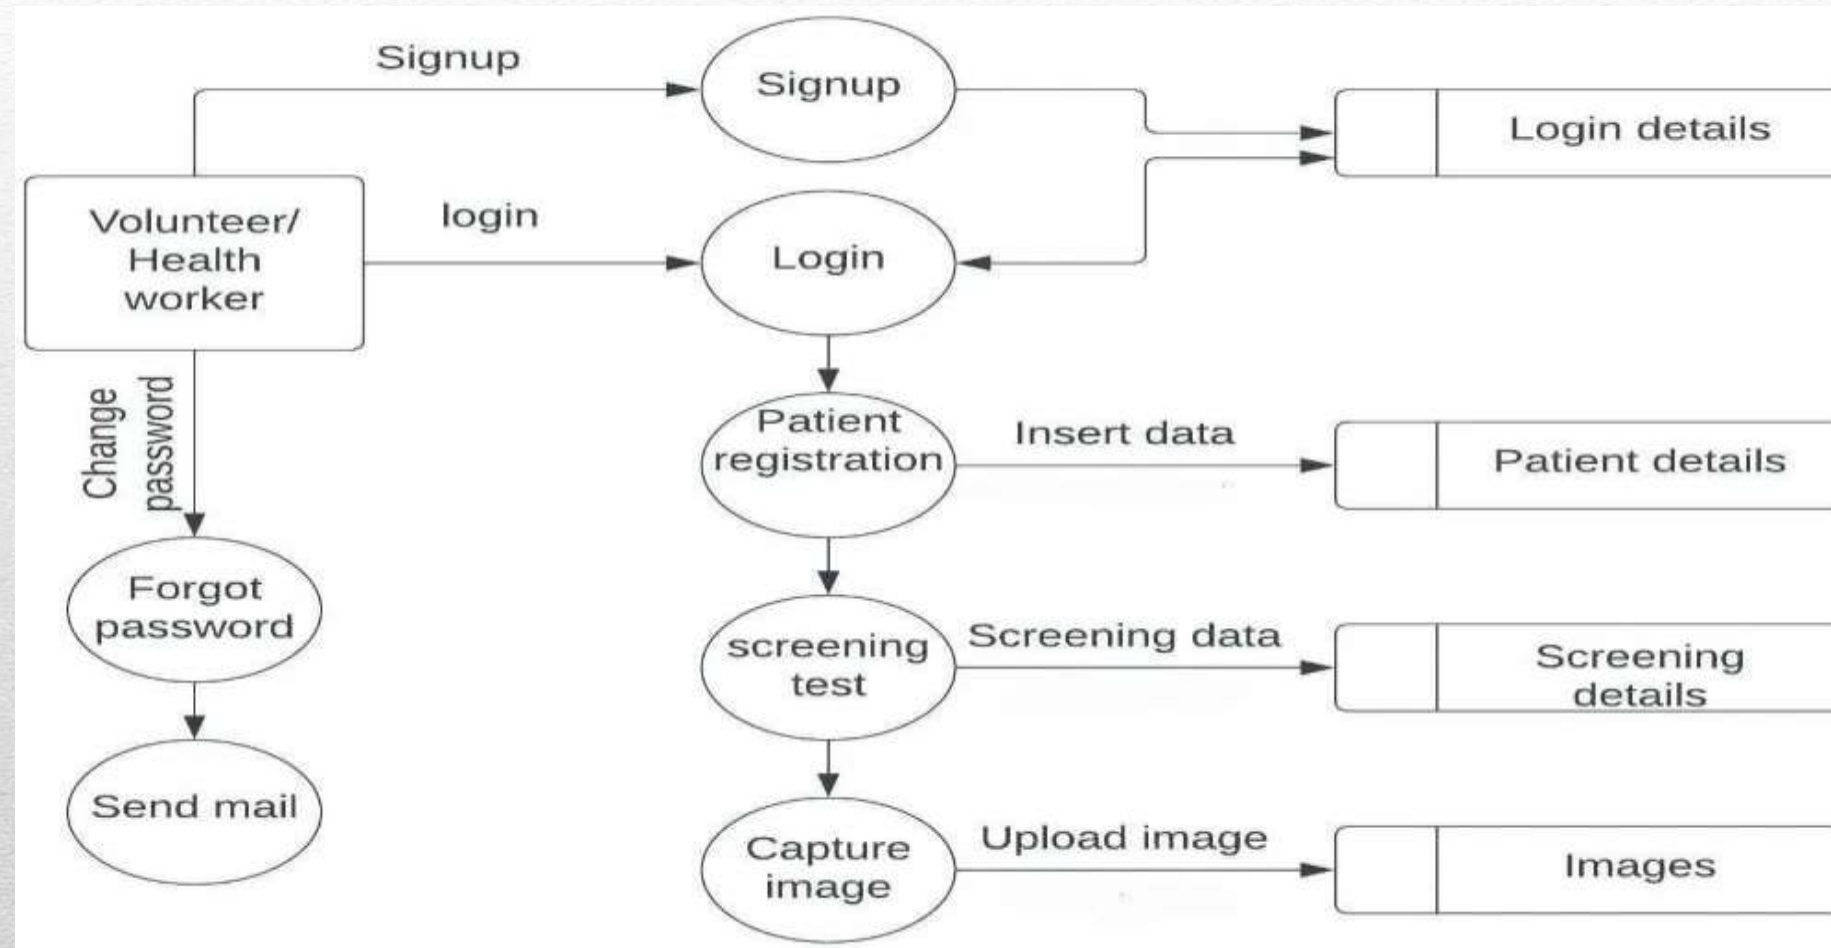 Signup
Signup
Login details
Volunteer/
Health
worker
login
Login
Change
password
Patient
registration
Insert data
Patient details
Forgot
password
screening
test
Screening data
Screening
details
Send mail
Capture
image
Upload image
Images